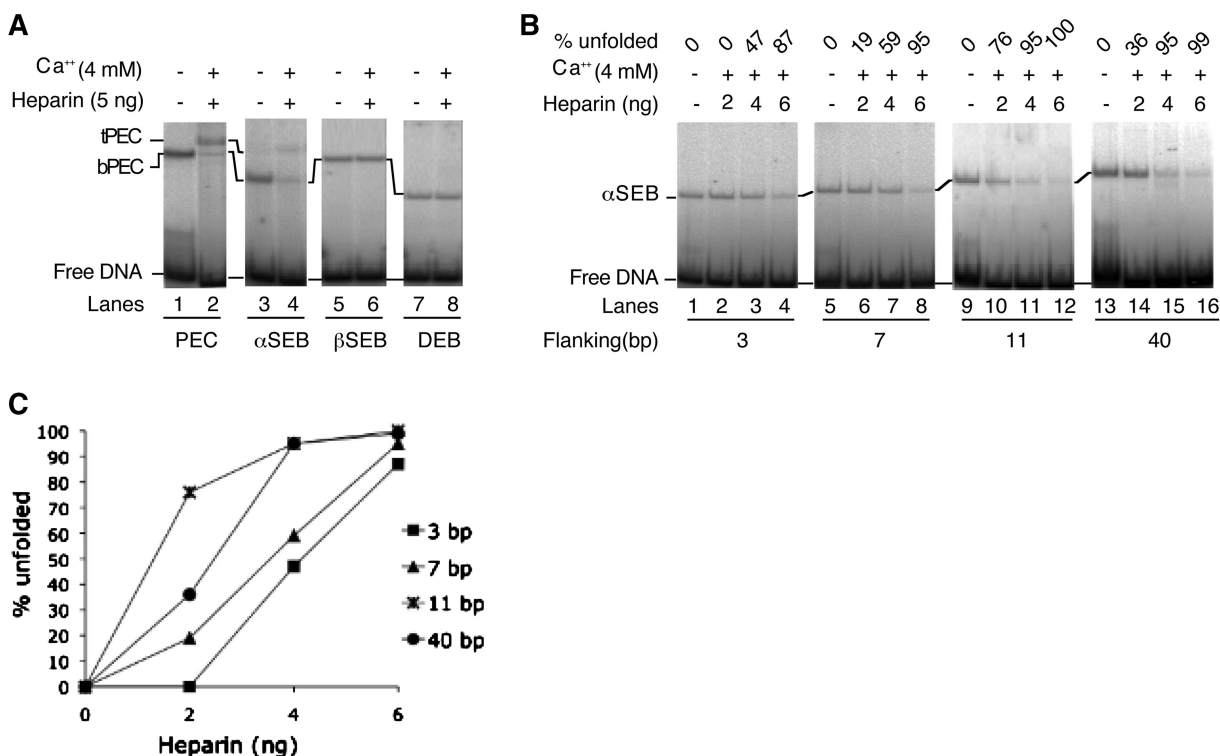 A
Ca++ (4 mM) - + - + - + - +
Heparin (5 ng) - + - + - + - +
tPEC
bPEC
Free DNA
Lanes 1 2 3 4 5 6 7 8
PEC αSEB βSEB DEB
B
% unfolded 0 0 47 87 0 19 59 95 0 76 95 100 0 36 95 99
Ca++ (4 mM) - + + + - + + + - + + + - + + +
Heparin (ng) - 2 4 6 - 2 4 6 - 2 4 6 - 2 4 6
αSEB
Free DNA
Lanes 1 2 3 4 5 6 7 8 9 10 11 12 13 14 15 16
Flanking(bp) 3 7 11 40
C
% unfolded
100
90
80
70
60
50
40
30
20
10
0
0 2 4 6
Heparin (ng)
3 bp
7 bp
11 bp
40 bp